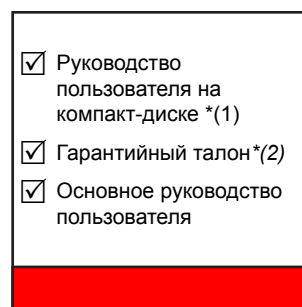 Руководство
пользователя на
компакт-диске *(1)
Гарантийный талон*(2)
Основное руководство
пользователя